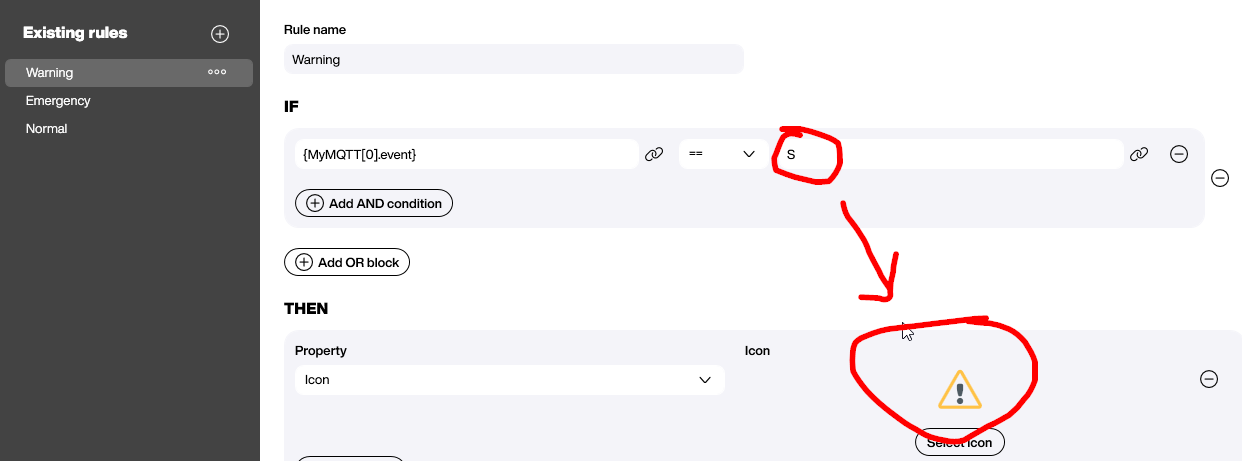 Existing rules
Warning
Emergency
Normal
Rule name
Warning
IF
{MyMQTT[0].event} == S
Add AND condition
Add OR block
THEN
Property Icon
Icon
Select icon